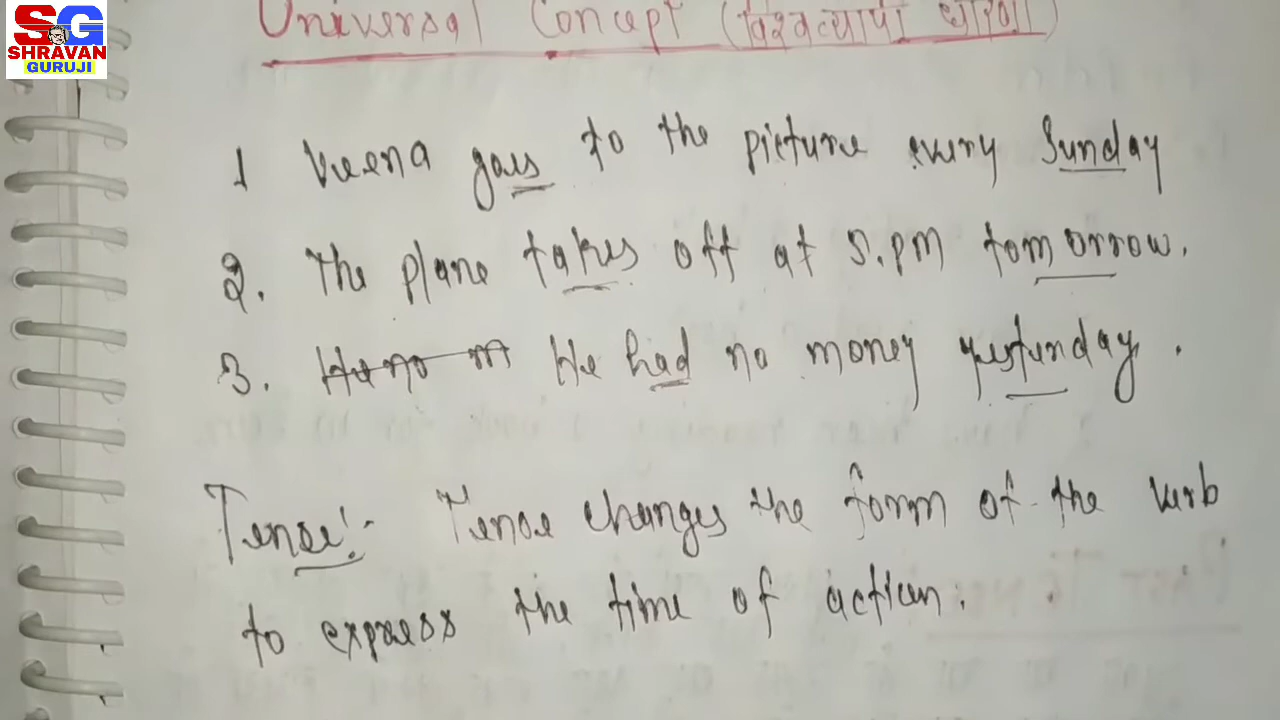 SG
SHRAVAN
GURUJI
Universal Concept (विश्वव्यापी धारणा)
1 Veena goes to the picture every Sunday
2. The plane takes off at 5.pm tomorrow.
3. He no m He had no money yesterday.
Tense:- Tense changes the form of the verb
to express the time of action.